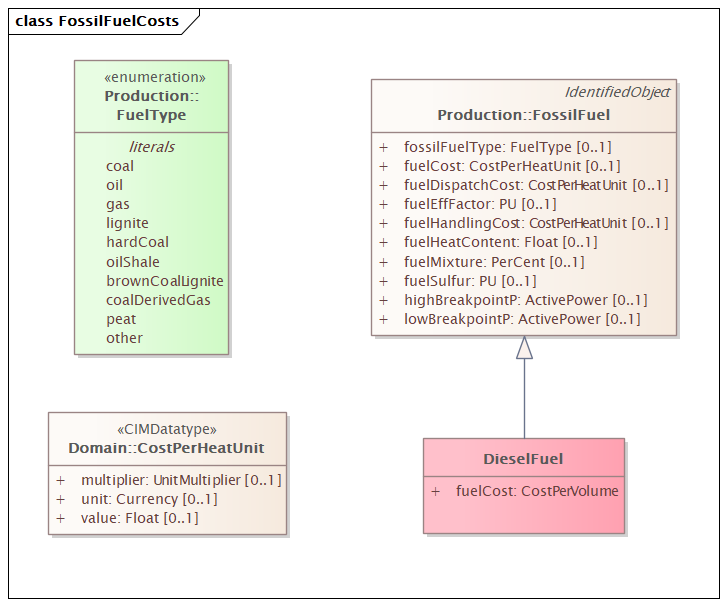 class FossilFuelCosts
«enumeration»
Production::
FuelType
literals
coal
oil
gas
lignite
hardCoal
oilShale
brownCoalLignite
coalDerivedGas
peat
other
IdentifiedObject
Production::FossilFuel
+ fossilFuelType: FuelType [0..1]
+ fuelCost: CostPerHeatUnit [0..1]
+ fuelDispatchCost: CostPerHeatUnit [0..1]
+ fuelEffFactor: PU [0..1]
+ fuelHandlingCost: CostPerHeatUnit [0..1]
+ fuelHeatContent: Float [0..1]
+ fuelMixture: PerCent [0..1]
+ fuelSulfur: PU [0..1]
+ highBreakpointP: ActivePower [0..1]
+ lowBreakpointP: ActivePower [0..1]
«CIMDatatype»
Domain::CostPerHeatUnit
+ multiplier: UnitMultiplier [0..1]
+ unit: Currency [0..1]
+ value: Float [0..1]
DieselFuel
+ fuelCost: CostPerVolume